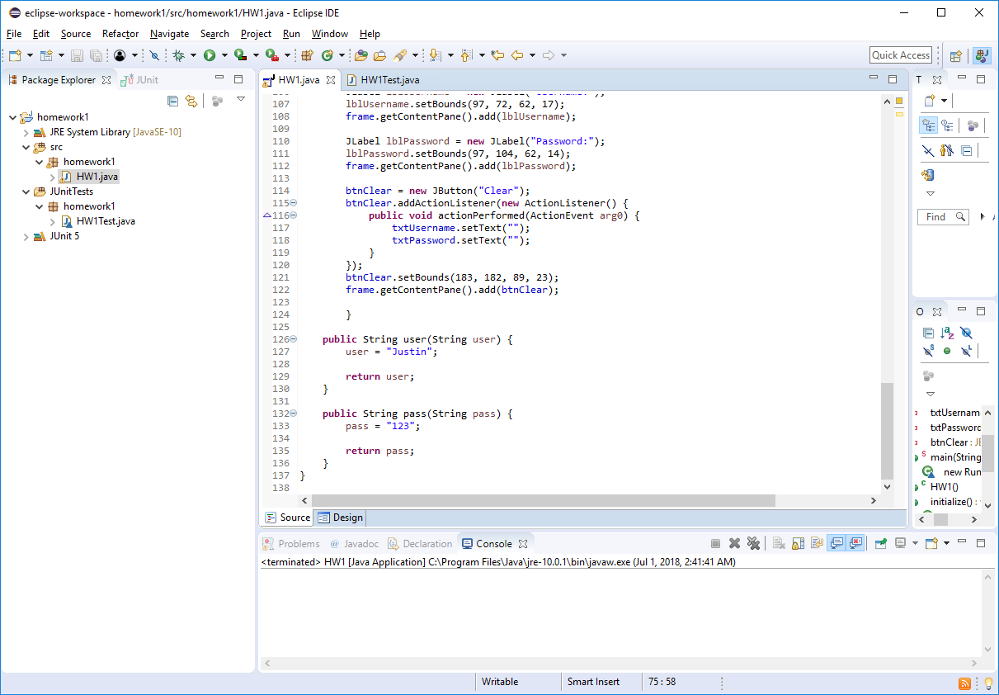 eclipse-workspace - homework1/src/homework1/HW1.java - Eclipse IDE
File Edit Source Refactor Navigate Search Project Run Window Help
Quick Access
Package Explorer JUnit
homework1
JRE System Library [JavaSE-10]
src
homework1
HW1.java
JUnitTests
homework1
HW1Test.java
JUnit 5
HW1.java HW1Test.java
107 lblUsername.setBounds(97, 72, 62, 17);
108 frame.getContentPane().add(lblUsername);
109
110 JLabel lblPassword = new JLabel("Password:");
111 lblPassword.setBounds(97, 104, 62, 14);
112 frame.getContentPane().add(lblPassword);
113
114 btnClear = new JButton("Clear");
115 btnClear.addActionListener(new ActionListener() {
116 public void actionPerformed(ActionEvent arg0) {
117 txtUsername.setText("");
118 txtPassword.setText("");
119 }
120 });
121 btnClear.setBounds(183, 182, 89, 23);
122 frame.getContentPane().add(btnClear);
123
124 }
125
126 public String user(String user) {
127 user = "Justin";
128
129 return user;
130 }
131
132 public String pass(String pass) {
133 pass = "123";
134
135 return pass;
136 }
137 }
138
Source Design
T
Find
O
txtUsernam
txtPassword
btnClear : JB
main(String
new Run
HW1()
initialize() :
Problems Javadoc Declaration Console
<terminated> HW1 [Java Application] C:\Program Files\Java\jre-10.0.1\bin\javaw.exe (Jul 1, 2018, 2:41:41 AM)
Writable Smart Insert 75 : 58